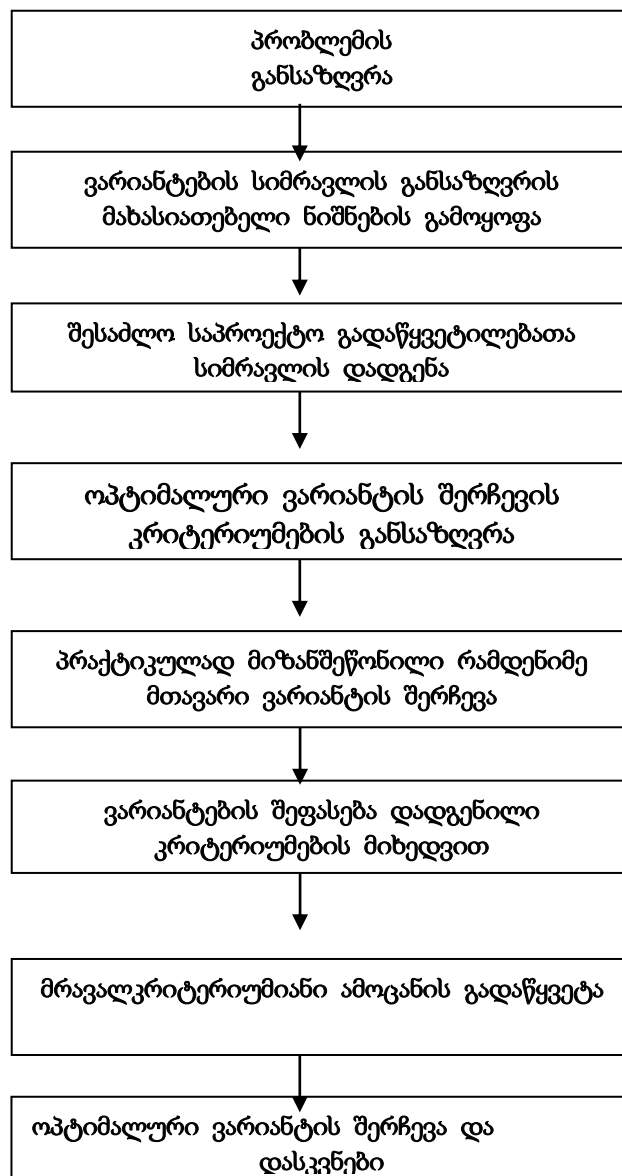 პრობლემის
განსაზღვრა
ვარიანტების სიმრავლის განსაზღვრის
მახასიათებელი ნიშნების გამოყოფა
შესაძლო საპროექტო გადაწყვეტილებათა
სიმრავლის დადგენა
ოპტიმალური ვარიანტის შერჩევის
კრიტერიუმების განსაზღვრა
პრაქტიკულად მიზანშეწონილი რამდენიმე
მთავარი ვარიანტის შერჩევა
ვარიანტების შეფასება დადგენილი
კრიტერიუმების მიხედვით
მრავალკრიტერიუმიანი ამოცანის გადაწყვეტა
ოპტიმალური ვარიანტის შერჩევა და
დასკვნები